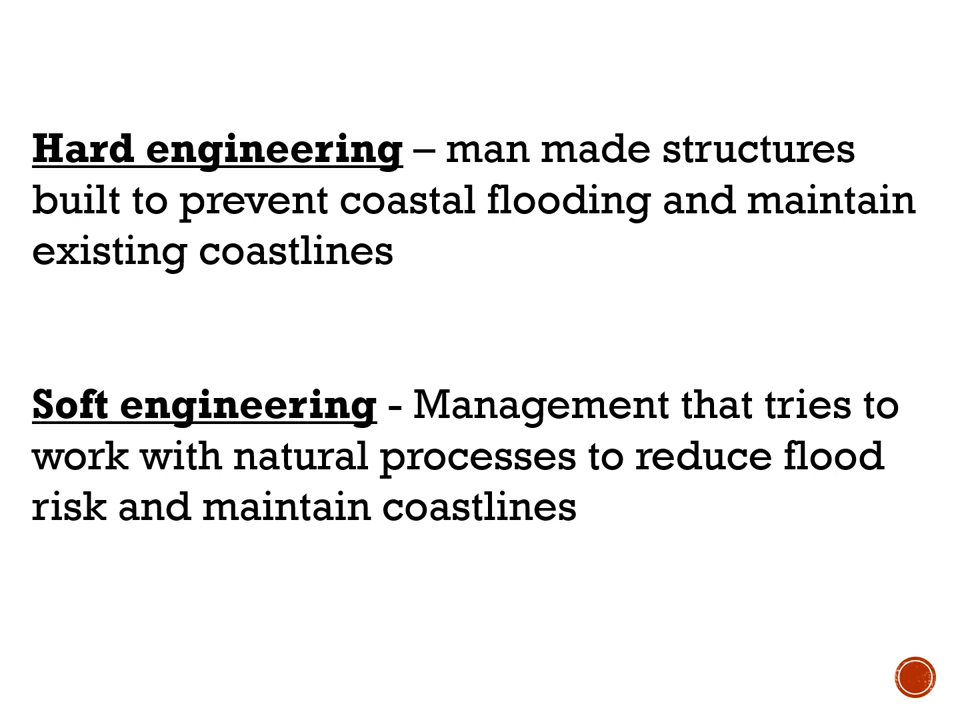 Hard engineering – man made structures
built to prevent coastal flooding and maintain
existing coastlines
Soft engineering - Management that tries to
work with natural processes to reduce flood
risk and maintain coastlines